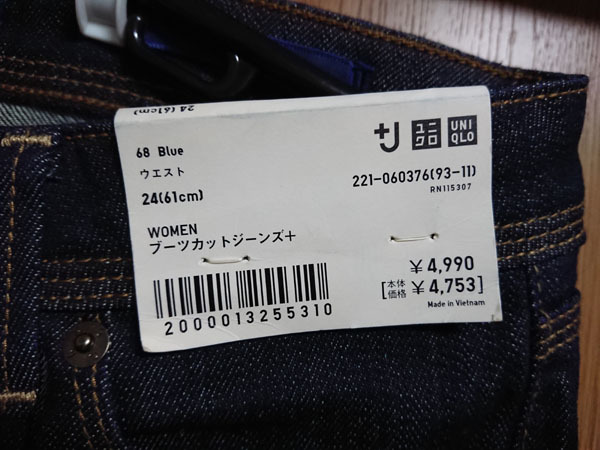 24(61cm)
68 Blue
ウエスト
24(61cm)
+J ユニクロ UNIQLO
221-060376(93-11)
RN115307
WOMEN
ブーツカットジーンズ+
¥4,990
[本体価格 ¥4,753]
Made in Vietnam
2000013255310